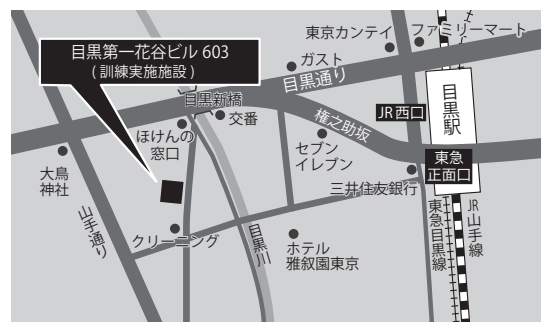 目黒第一花谷ビル 603
(訓練実施施設)
東京カンテイ
ファミリーマート
ガスト
目黒通り
目黒駅
JR西口
目黒新橋
交番
権之助坂
ほけんの
窓口
セブン
イレブン
東急
正面口
大鳥
神社
三井住友銀行
山手通り
クリーニング
目黒川
ホテル
雅叙園東京
東急目黒線
JR山手線